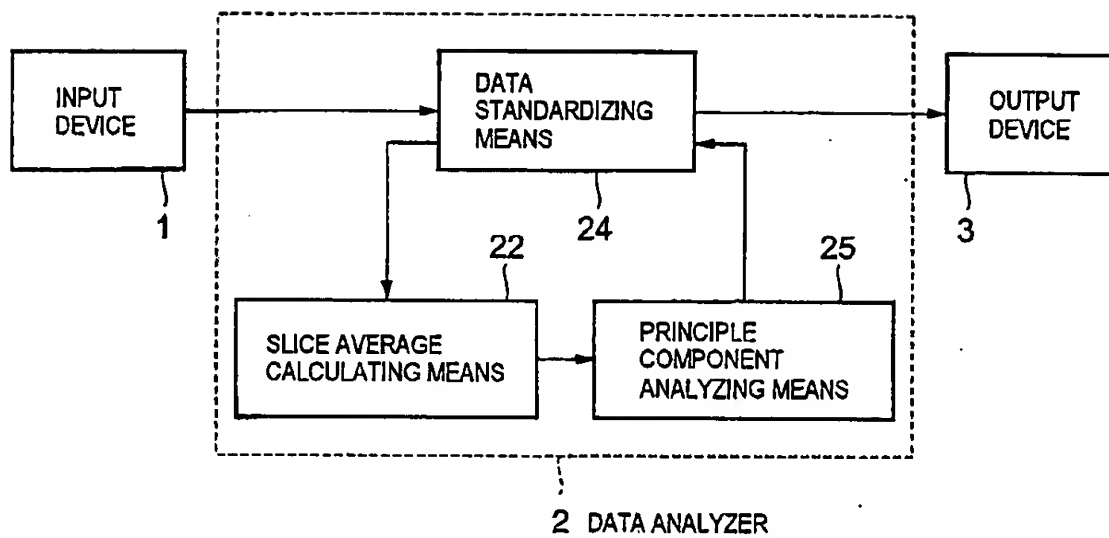 INPUT
DEVICE
1
DATA
STANDARDIZING
MEANS
24
OUTPUT
DEVICE
3
22
SLICE AVERAGE
CALCULATING MEANS
25
PRINCIPLE
COMPONENT
ANALYZING MEANS
2 DATA ANALYZER